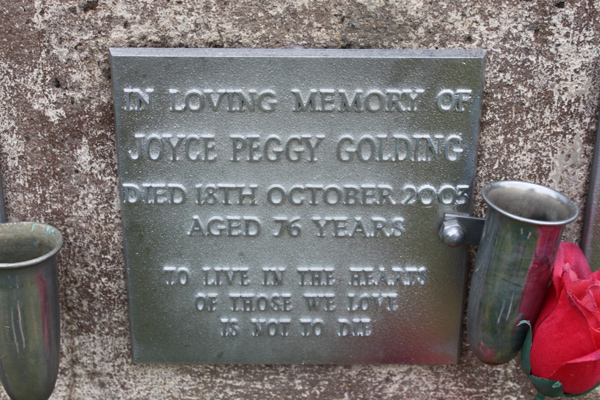 IN LOVING MEMORY OF
JOYCE PEGGY GOLDING
DIED 18TH OCTOBER 2003
AGED 76 YEARS
TO LIVE IN THE HEARTS
OF THOSE WE LOVE
IS NOT TO DIE